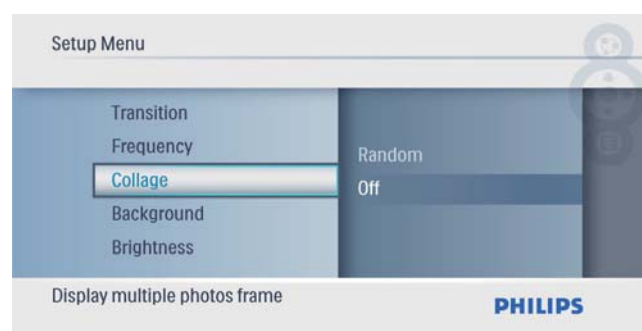 Setup Menu
Transition
Frequency
Collage
Background
Brightness
Random
Off
Display multiple photos frame
PHILIPS